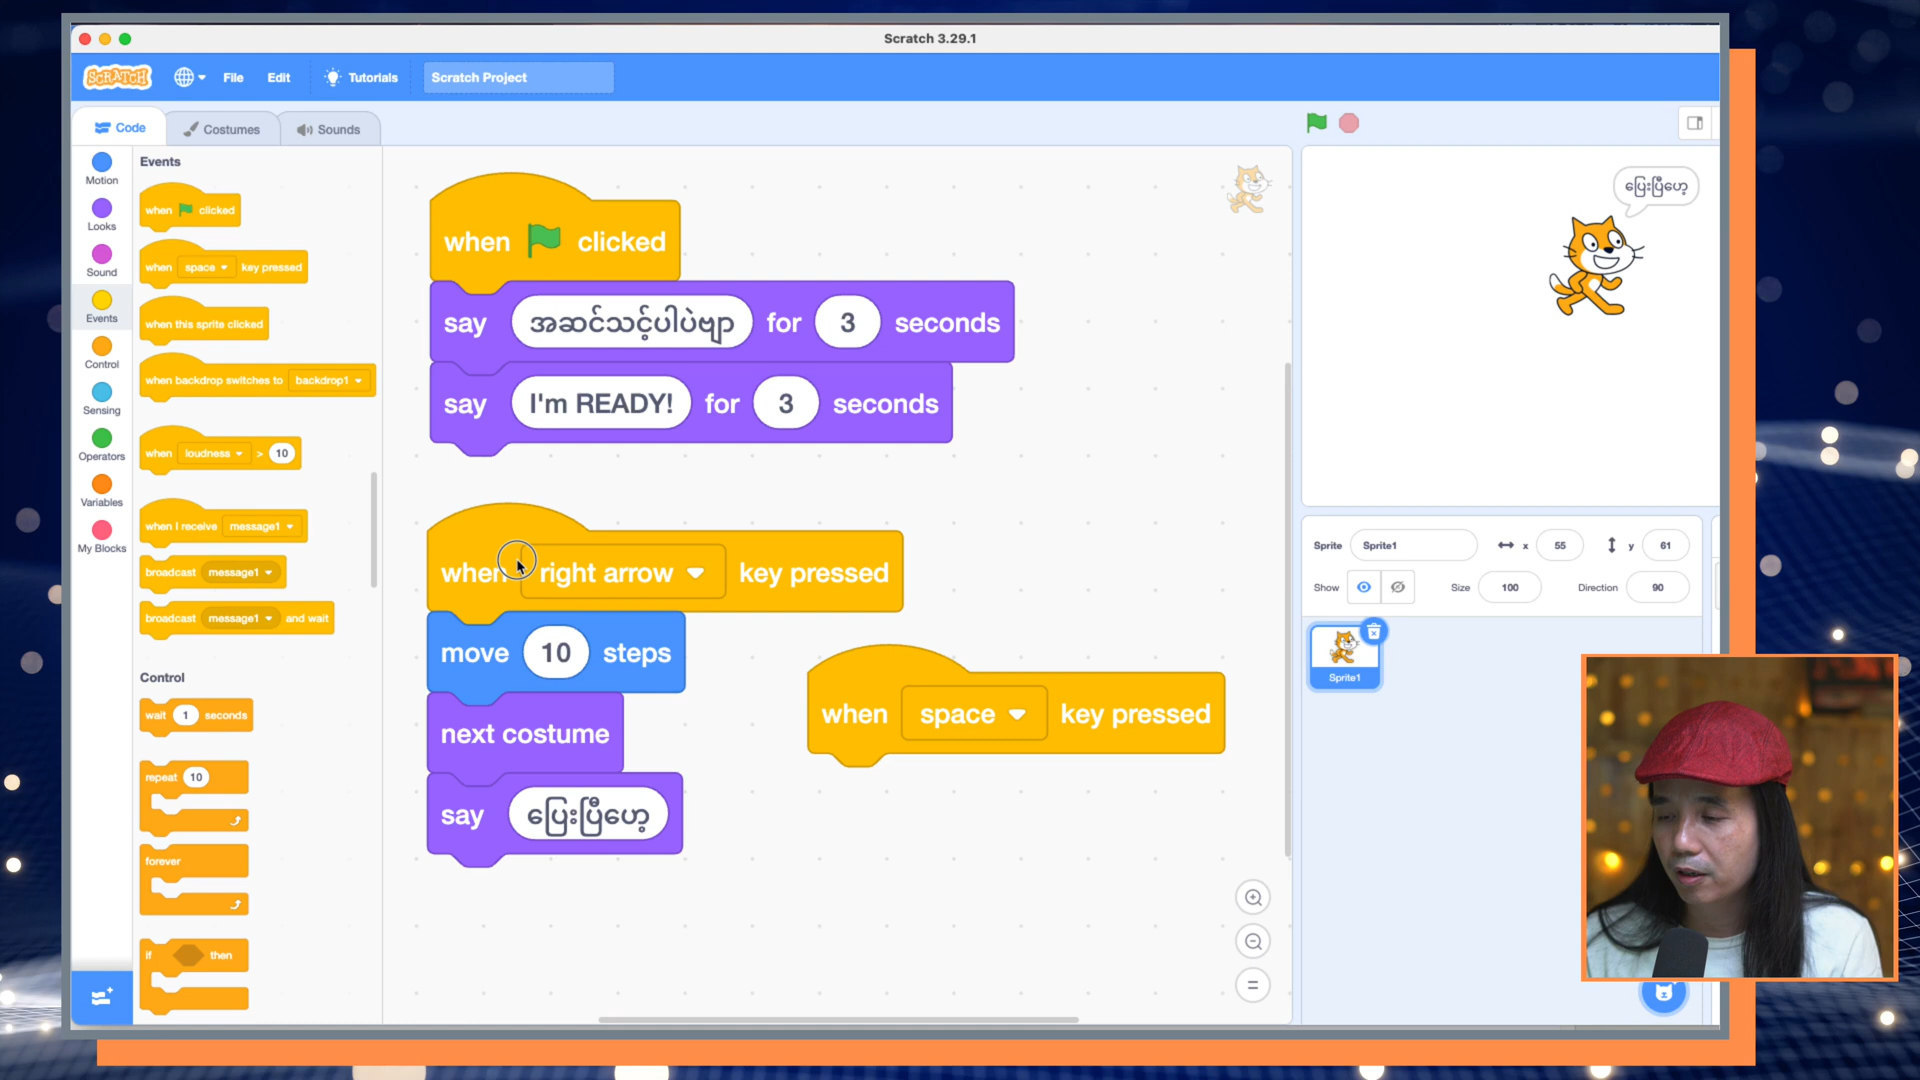 Scratch 3.29.1
SCRATCH
File
Edit
Tutorials
Scratch Project
Code
Costumes
Sounds
Motion
Looks
Sound
Events
Control
Sensing
Operators
Variables
My Blocks
Events
when clicked
when space key pressed
when this sprite clicked
when backdrop switches to backdrop1
when loudness > 10
when I receive message1
broadcast message1
broadcast message1 and wait
Control
wait 1 seconds
repeat 10
forever
if then
when clicked
say အဆင်သင့်ပါပဲဗျာ for 3 seconds
say I'm READY! for 3 seconds
when right arrow key pressed
move 10 steps
next costume
say ပြေးပြီဟေ့
when space key pressed
ပြေးပြီဟေ့
Sprite Sprite1 x 55 y 61
Show Size 100 Direction 90
Sprite1